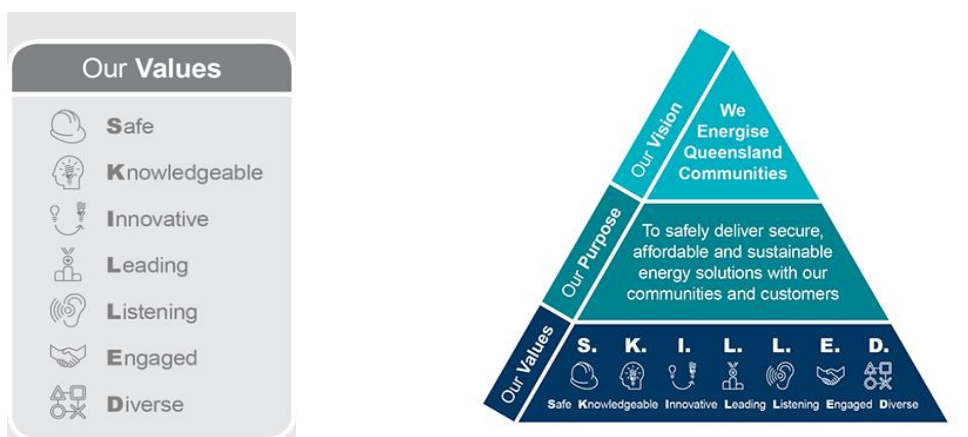 Our Values
Safe
Knowledgeable
Innovative
Leading
Listening
Engaged
Diverse
Our Vision
We
Energise
Queensland
Communities
Our Purpose
To safely deliver secure,
affordable and sustainable
energy solutions with our
communities and customers
Our Values
S. K. I. L. L. E. D.
Safe Knowledgeable Innovative Leading Listening Engaged Diverse